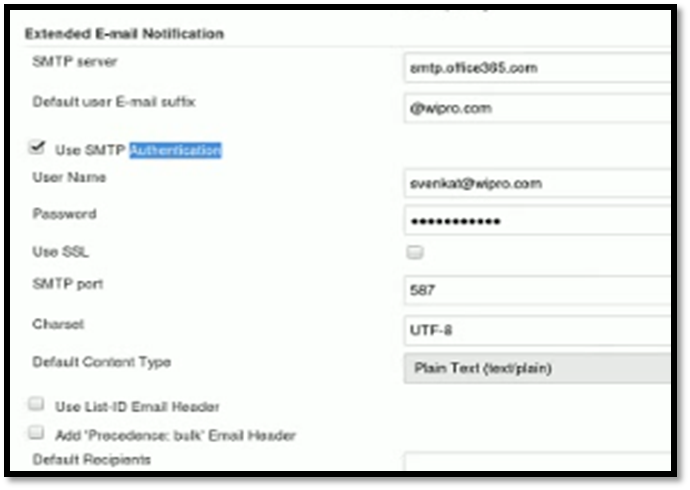 Extended E-mail Notification
SMTP server
smtp.office365.com
Default user E-mail suffix
@wipro.com
Use SMTP Authentication
User Name
svenkat@wipro.com
Password
•••••••••••
Use SSL
SMTP port
587
Charset
UTF-8
Default Content Type
Plain Text (text/plain)
Use List-ID Email Header
Add 'Precedence: bulk' Email Header
Default Recipients